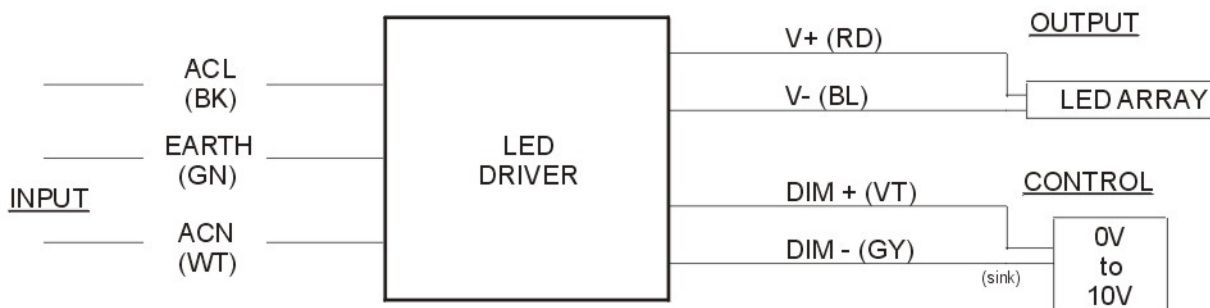 INPUT
ACL
(BK)
EARTH
(GN)
ACN
(WT)
LED
DRIVER
V+ (RD)
V- (BL)
OUTPUT
LED ARRAY
DIM + (VT)
DIM - (GY)
(sink)
CONTROL
0V
to
10V